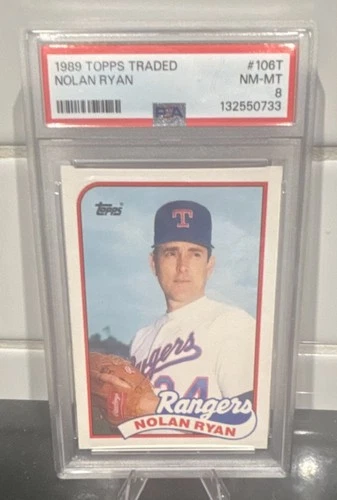 1989 TOPPS TRADED #106T
NOLAN RYAN NM-MT
8
PSA 132550733
Topps
T
Rangers
34
Rangers
NOLAN RYAN